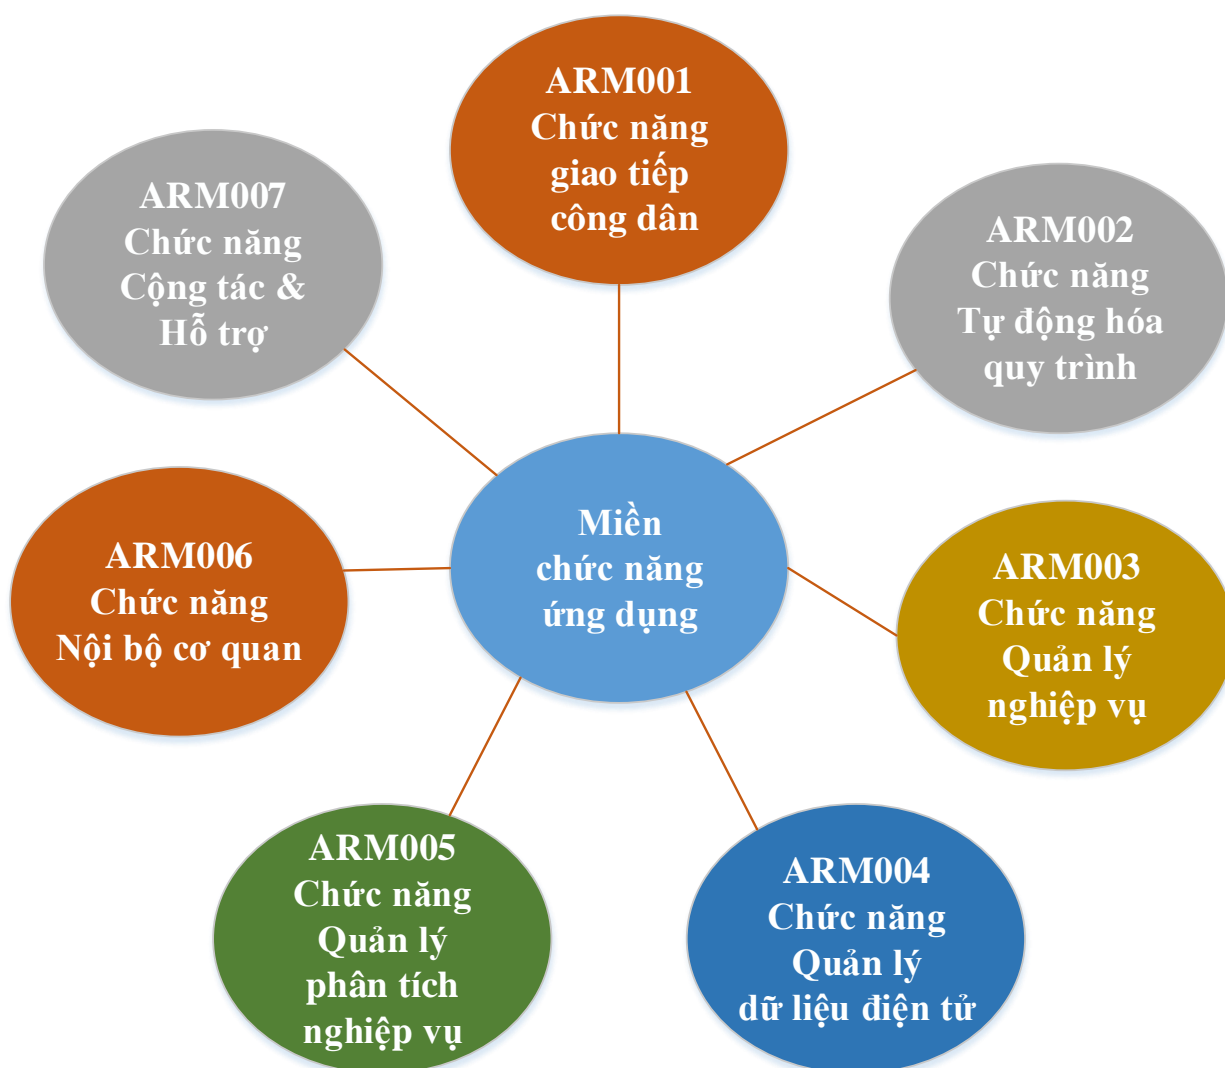 ARM001
Chức năng
giao tiếp
công dân
ARM007
Chức năng
Cộng tác &
Hỗ trợ
ARM002
Chức năng
Tự động hóa
quy trình
Miền
chức năng
ứng dụng
ARM006
Chức năng
Nội bộ cơ quan
ARM003
Chức năng
Quản lý
nghiệp vụ
ARM005
Chức năng
Quản lý
phân tích
nghiệp vụ
ARM004
Chức năng
Quản lý
dữ liệu điện tử